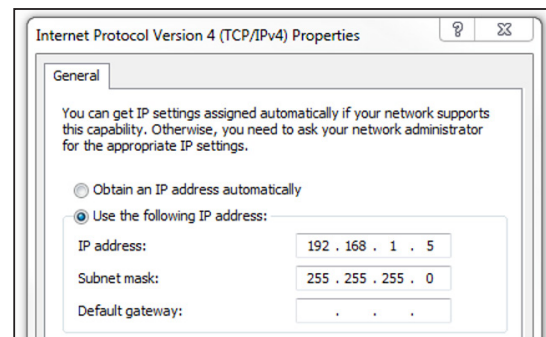 Internet Protocol Version 4 (TCP/IPv4) Properties
General
You can get IP settings assigned automatically if your network supports
this capability. Otherwise, you need to ask your network administrator
for the appropriate IP settings.
Obtain an IP address automatically
Use the following IP address:
IP address: 192 . 168 . 1 . 5
Subnet mask: 255 . 255 . 255 . 0
Default gateway: . . .